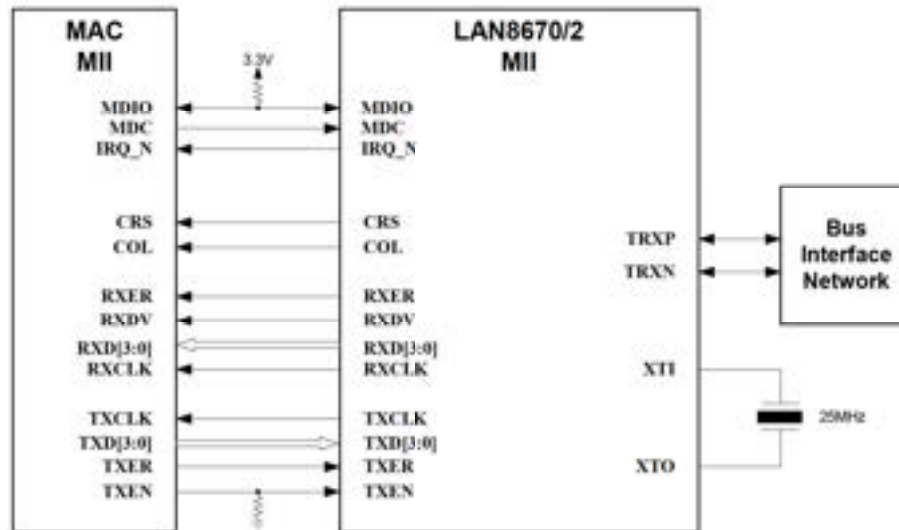 MAC
MII
LAN8670/2
MII
3.3V
MDIO
MDC
IRQ_N
CRS
COL
RXER
RXDV
RXD[3:0]
RXCLK
TXCLK
TXD[3:0]
TXER
TXEN
MDIO
MDC
IRQ_N
CRS
COL
RXER
RXDV
RXD[3:0]
RXCLK
TXCLK
TXD[3:0]
TXER
TXEN
TRXP
TRXN
XTI
XTO
Bus
Interface
Network
25MHz